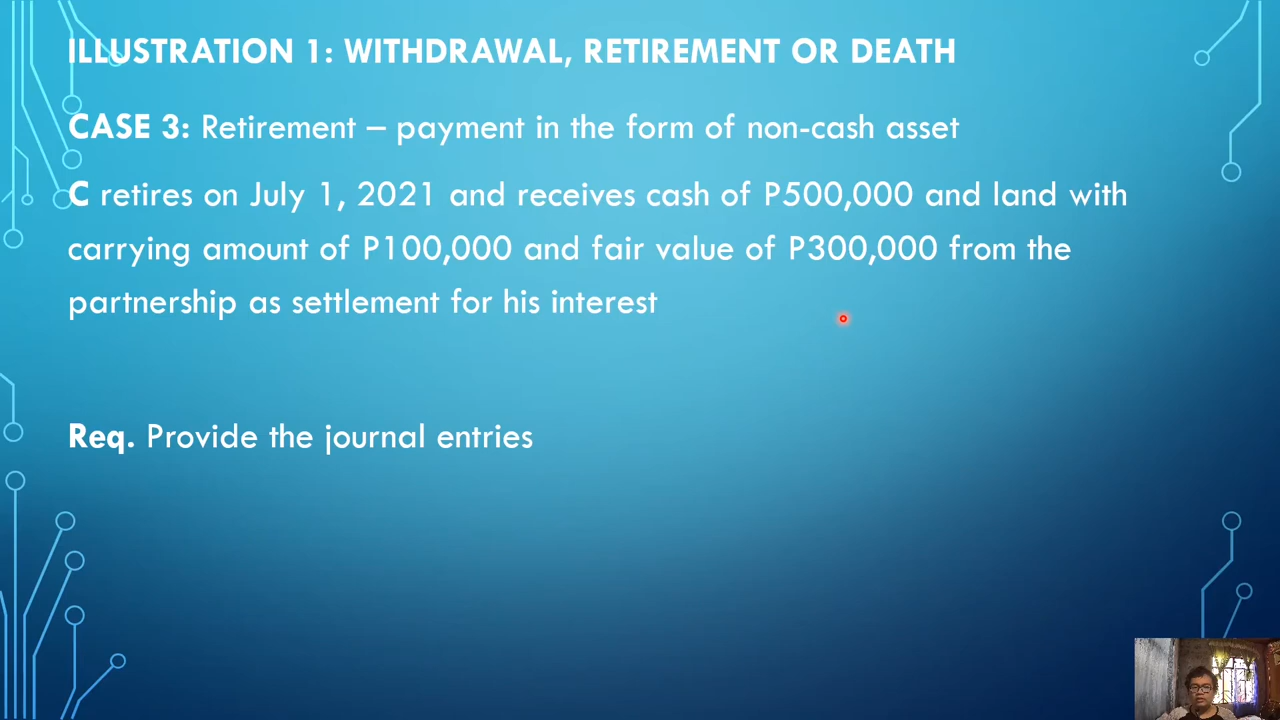 ILLUSTRATION 1: WITHDRAWAL, RETIREMENT OR DEATH
CASE 3: Retirement – payment in the form of non-cash asset
C retires on July 1, 2021 and receives cash of P500,000 and land with
carrying amount of P100,000 and fair value of P300,000 from the
partnership as settlement for his interest
Req. Provide the journal entries